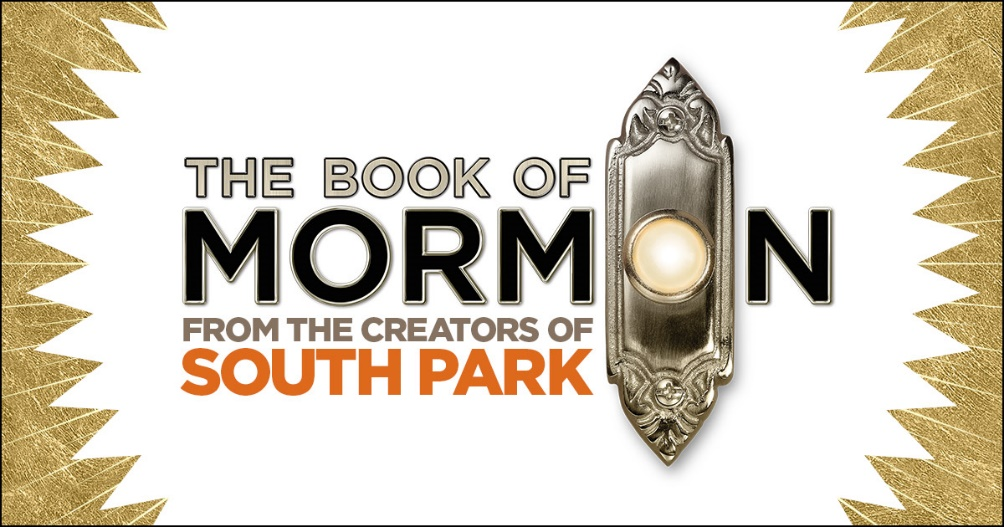 THE BOOK OF
MORMON
FROM THE CREATORS OF
SOUTH PARK